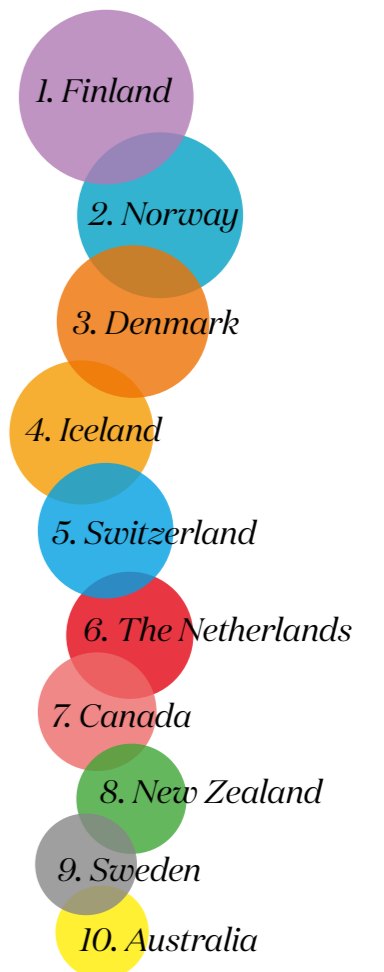 1. Finland
2. Norway
3. Denmark
4. Iceland
5. Switzerland
6. The Netherlands
7. Canada
8. New Zealand
9. Sweden
10. Australia